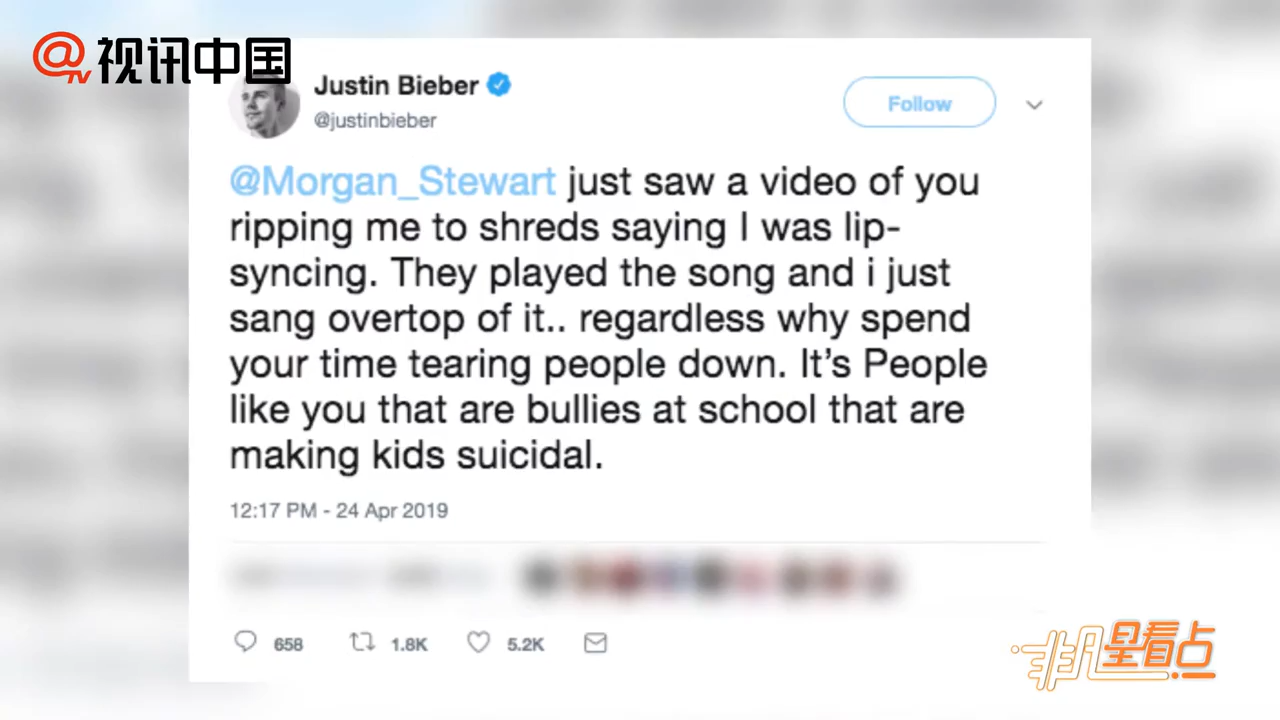 @TV 视讯中国
Justin Bieber
@justinbieber
Follow
@Morgan_Stewart just saw a video of you
ripping me to shreds saying I was lip-
syncing. They played the song and i just
sang overtop of it.. regardless why spend
your time tearing people down. It's People
like you that are bullies at school that are
making kids suicidal.
12:17 PM - 24 Apr 2019
658 1.8K 5.2K
非凡星看点